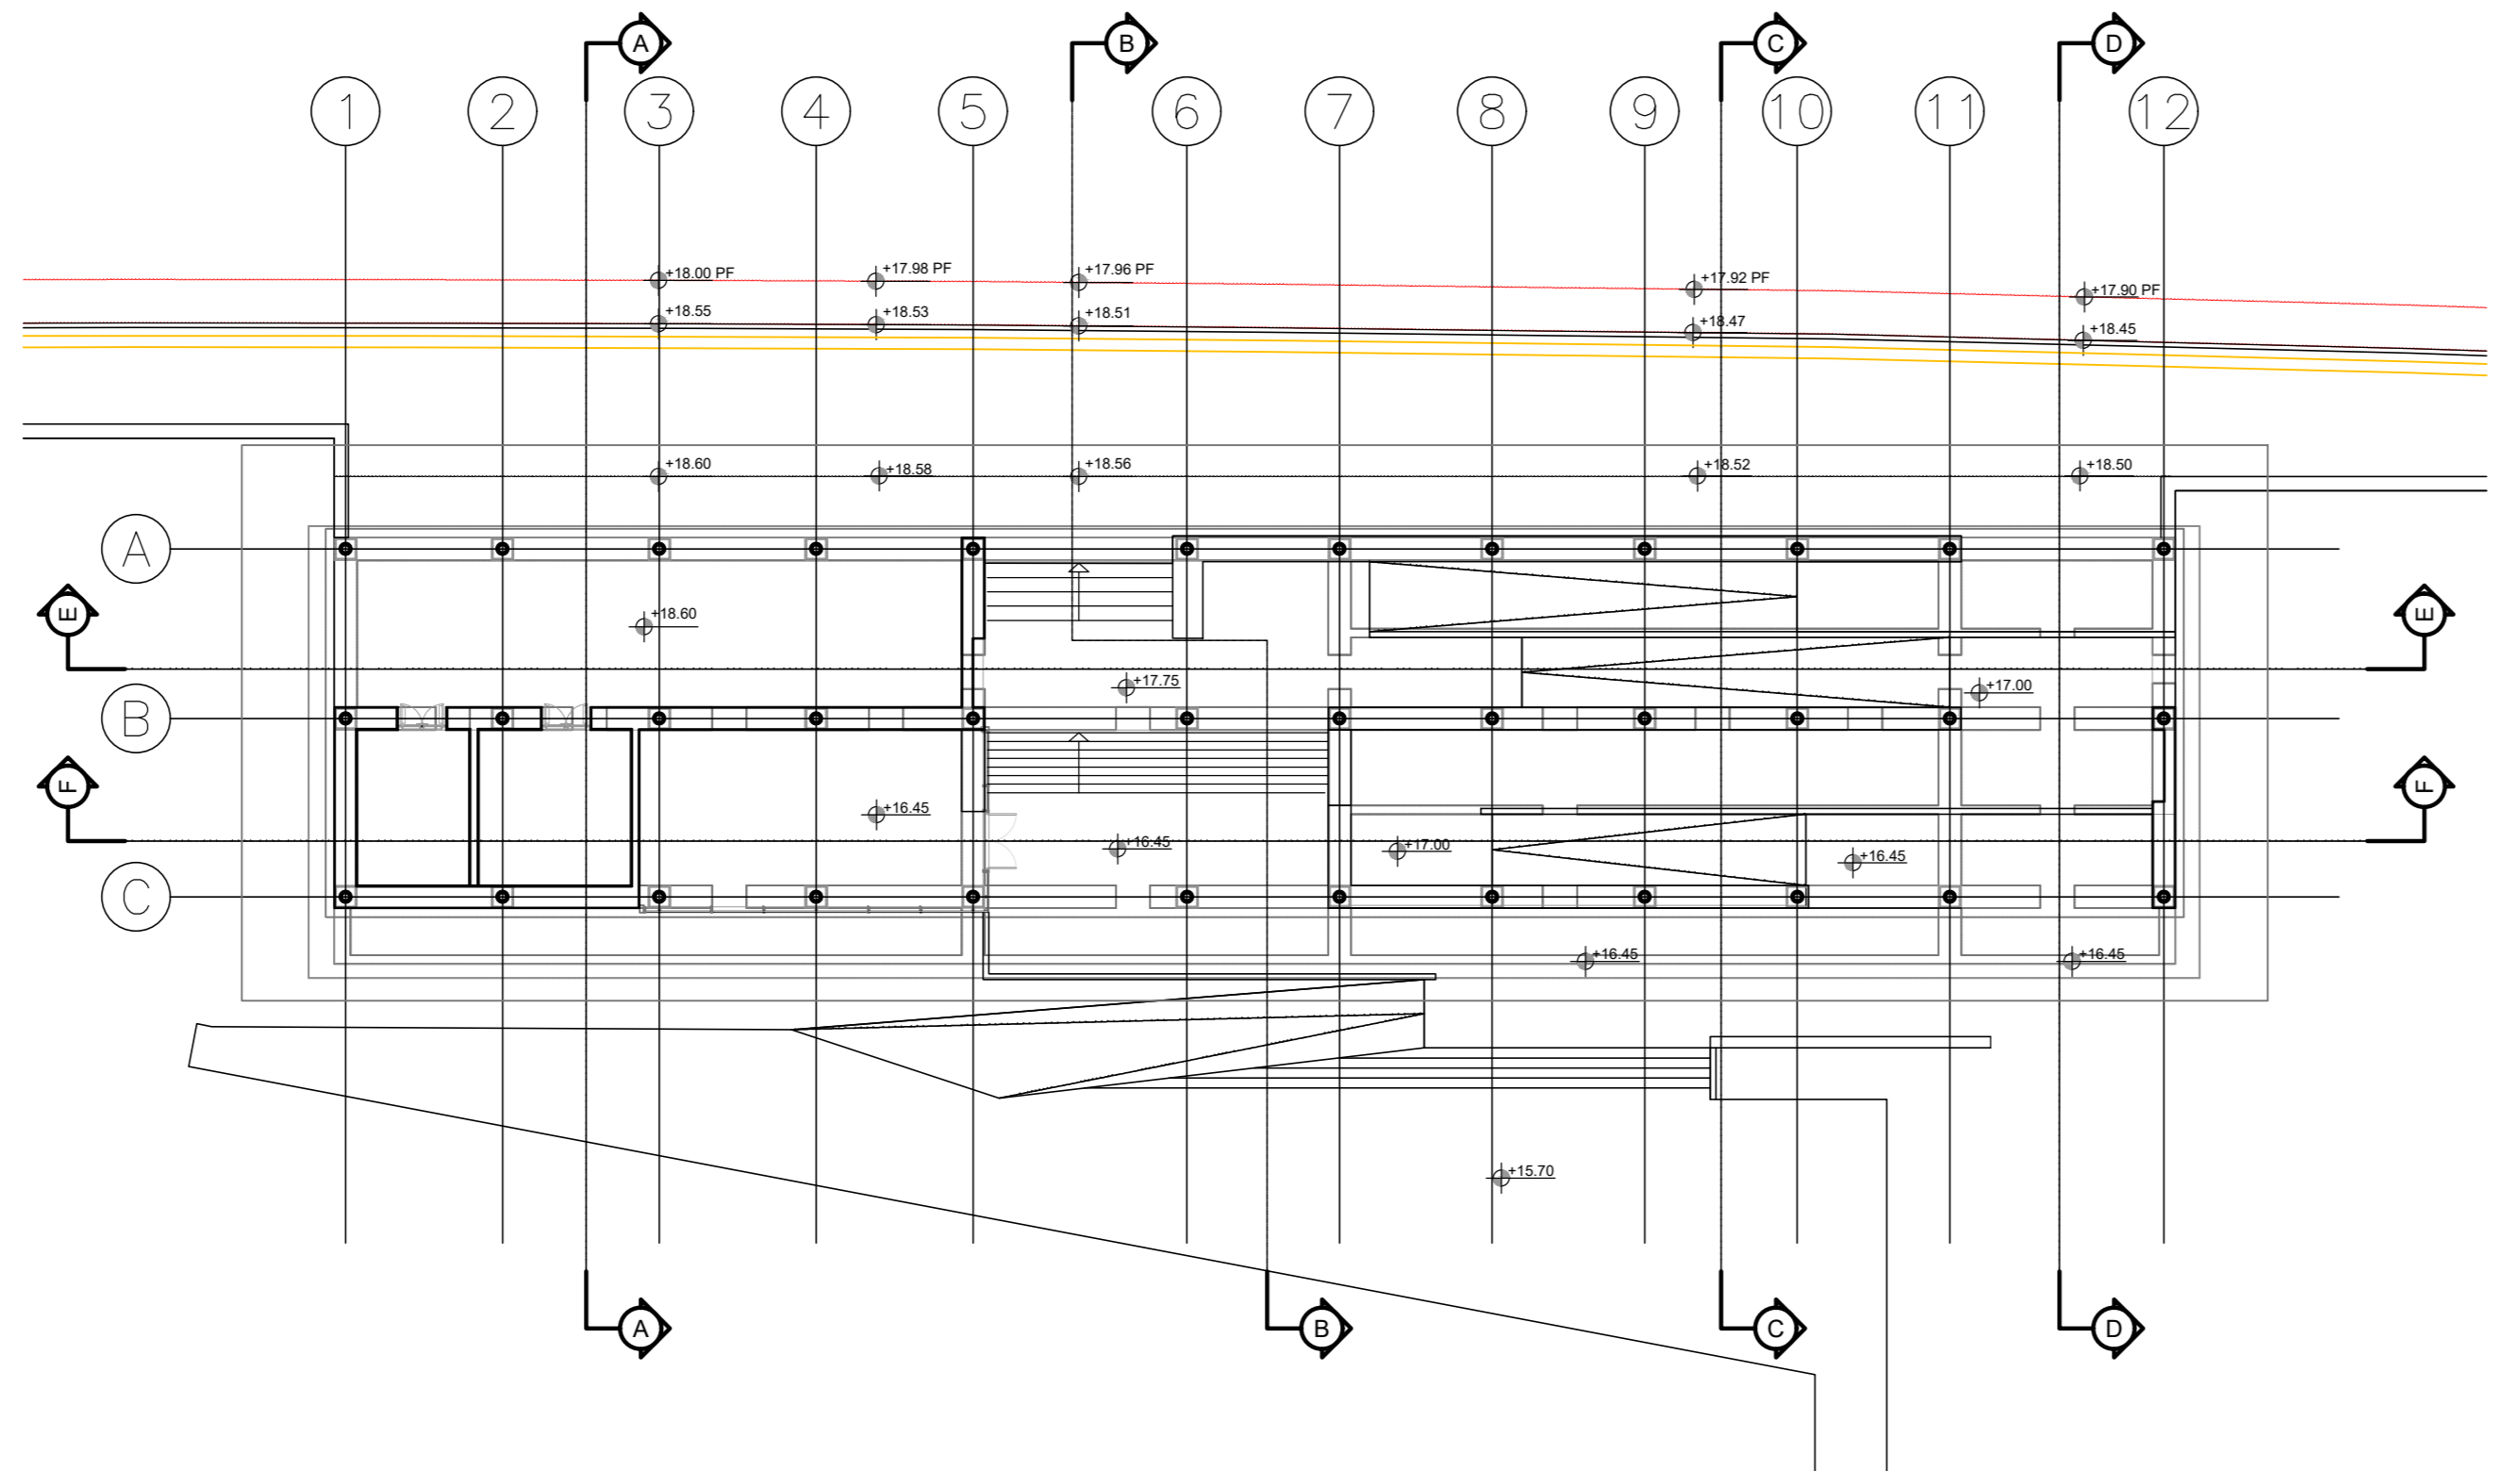 A B C D
1 2 3 4 5 6 7 8 9 10 11 12
+18.00 PF +17.98 PF +17.96 PF +17.92 PF +17.90 PF
+18.55 +18.53 +18.51 +18.47 +18.45
+18.60 +18.58 +18.56 +18.52 +18.50
A
E +18.60 E
+17.75 +17.00
B
F F
+16.45
+16.45 +17.00 +16.45
C
+16.45 +16.45
+15.70
A B C D